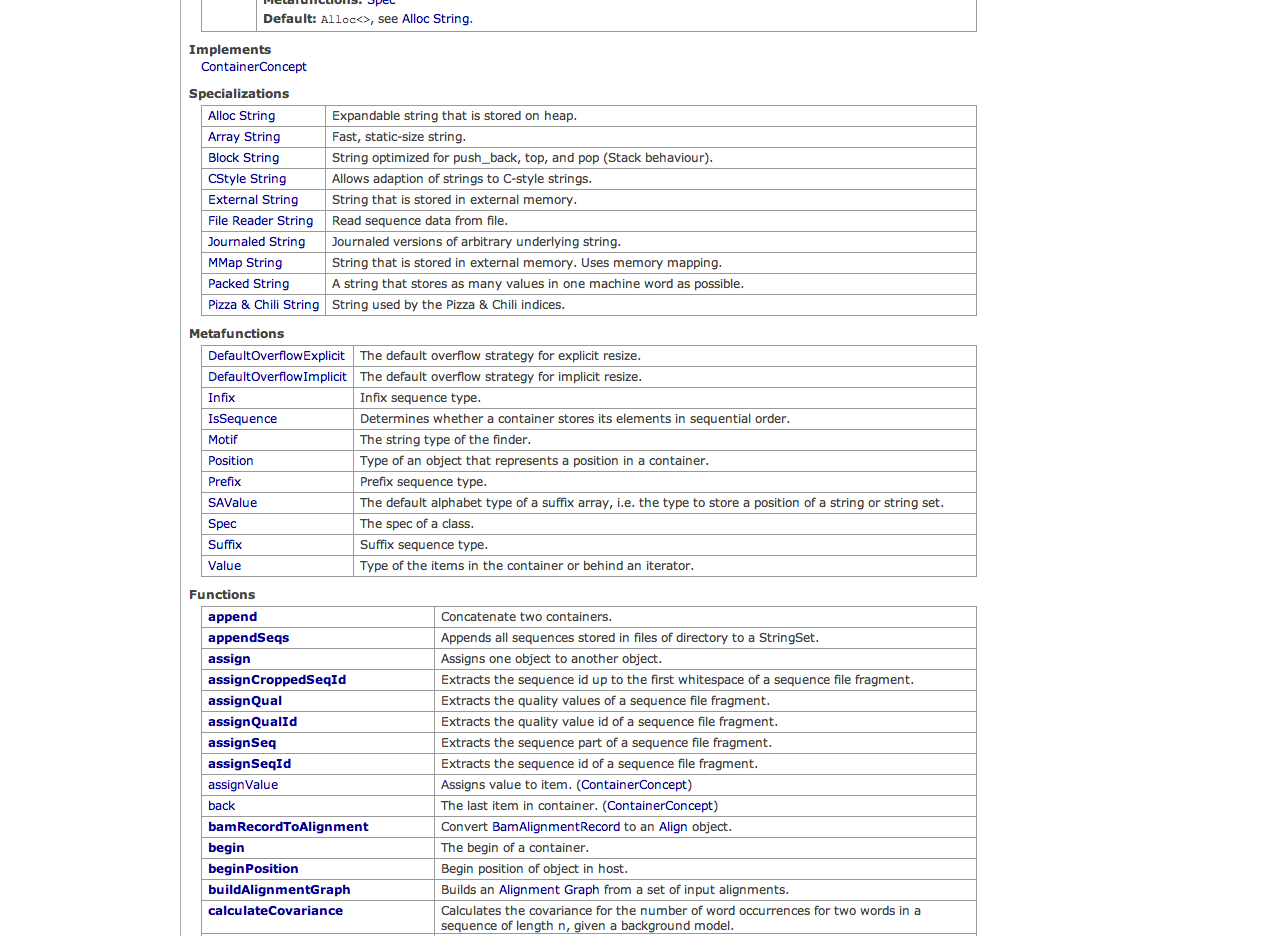 Metafunctions: Spec
Default: Alloc<>, see Alloc String.
Implements
ContainerConcept
Specializations
Alloc String Expandable string that is stored on heap.
Array String Fast, static-size string.
Block String String optimized for push_back, top, and pop (Stack behaviour).
CStyle String Allows adaption of strings to C-style strings.
External String String that is stored in external memory.
File Reader String Read sequence data from file.
Journaled String Journaled versions of arbitrary underlying string.
MMap String String that is stored in external memory. Uses memory mapping.
Packed String A string that stores as many values in one machine word as possible.
Pizza & Chili String String used by the Pizza & Chili indices.
Metafunctions
DefaultOverflowExplicit The default overflow strategy for explicit resize.
DefaultOverflowImplicit The default overflow strategy for implicit resize.
Infix Infix sequence type.
IsSequence Determines whether a container stores its elements in sequential order.
Motif The string type of the finder.
Position Type of an object that represents a position in a container.
Prefix Prefix sequence type.
SAValue The default alphabet type of a suffix array, i.e. the type to store a position of a string or string set.
Spec The spec of a class.
Suffix Suffix sequence type.
Value Type of the items in the container or behind an iterator.
Functions
append Concatenate two containers.
appendSeqs Appends all sequences stored in files of directory to a StringSet.
assign Assigns one object to another object.
assignCroppedSeqId Extracts the sequence id up to the first whitespace of a sequence file fragment.
assignQual Extracts the quality values of a sequence file fragment.
assignQualId Extracts the quality value id of a sequence file fragment.
assignSeq Extracts the sequence part of a sequence file fragment.
assignSeqId Extracts the sequence id of a sequence file fragment.
assignValue Assigns value to item. (ContainerConcept)
back The last item in container. (ContainerConcept)
bamRecordToAlignment Convert BamAlignmentRecord to an Align object.
begin The begin of a container.
beginPosition Begin position of object in host.
buildAlignmentGraph Builds an Alignment Graph from a set of input alignments.
calculateCovariance Calculates the covariance for the number of word occurrences for two words in a
sequence of length n, given a background model.